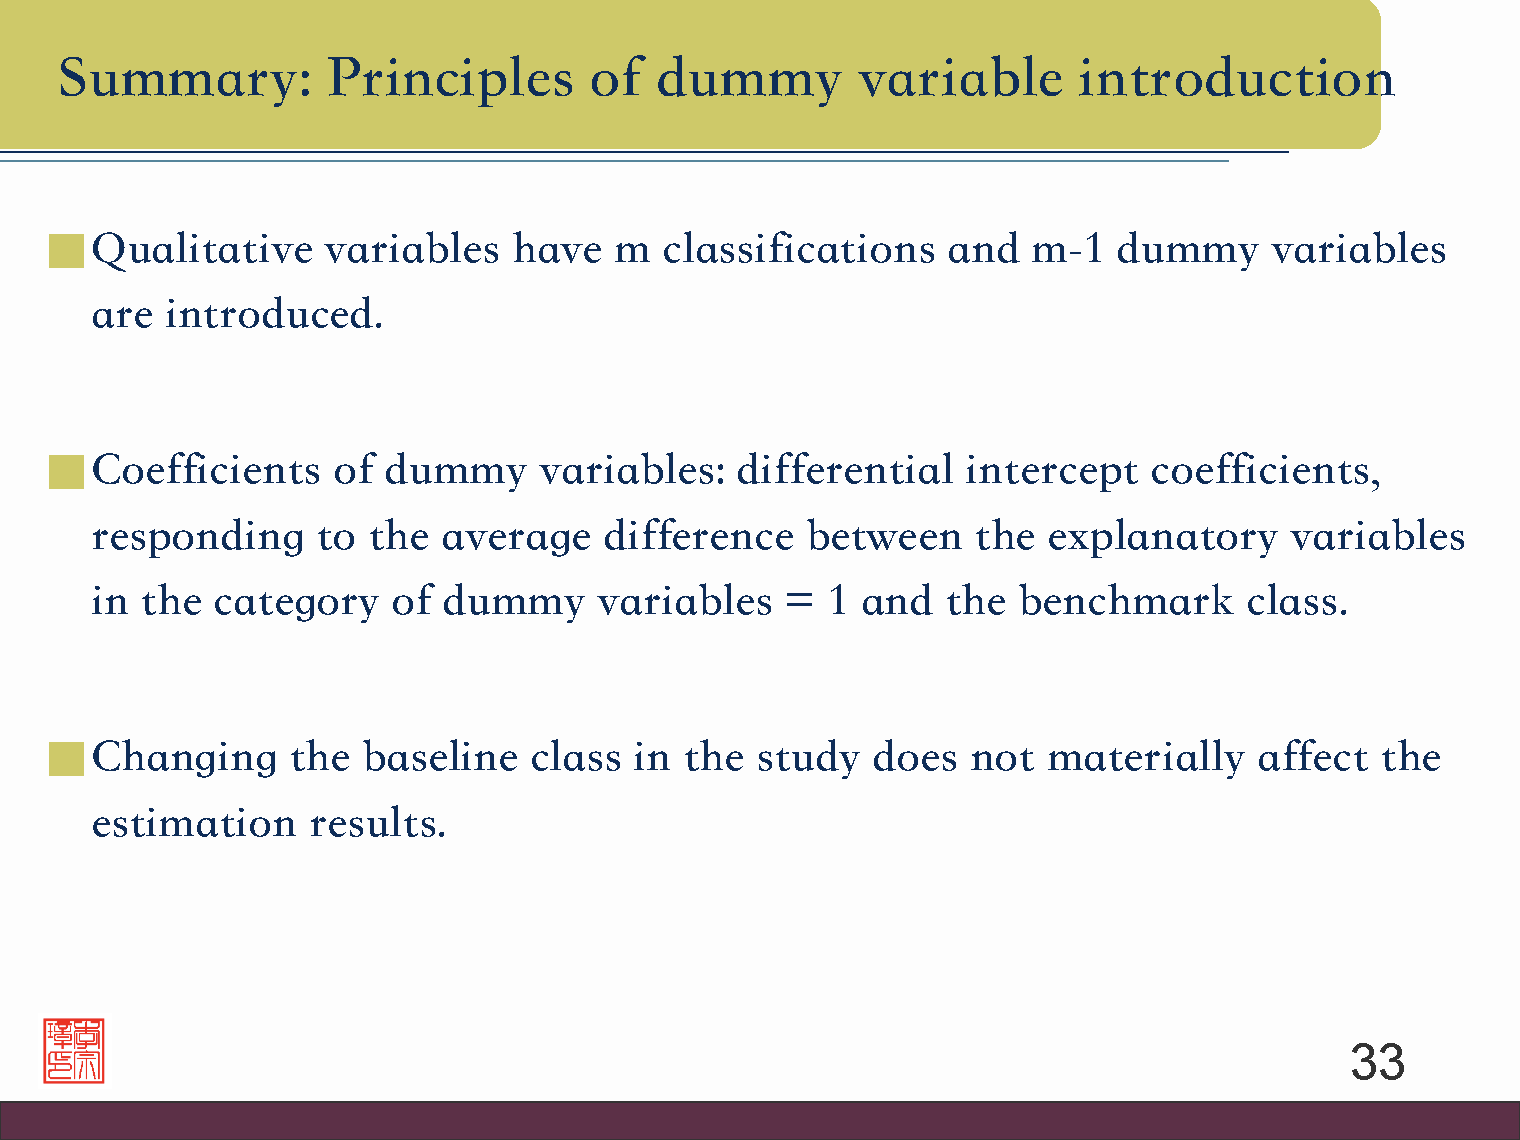 Summary: Principles of dummy variable introduction
Qualitative variables have m classifications and m-1 dummy variables
are introduced.
Coefficients of dummy variables: differential intercept coefficients,
responding to the average difference between the explanatory variables
in the category of dummy variables = 1 and the benchmark class.
Changing the baseline class in the study does not materially affect the
estimation results.
33